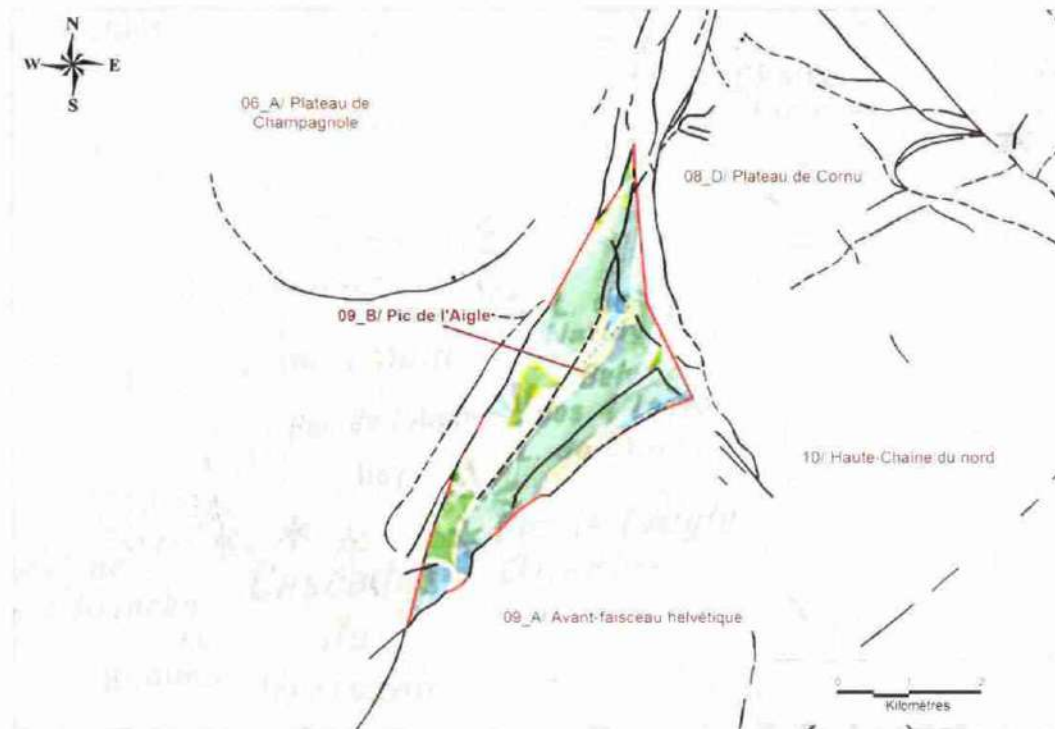 N
W
E
S
06_A/ Plateau de
Champagnole
08_D/ Plateau de Cornu
09_B/ Pic de l'Aigle
10/ Haute-Chaîne du nord
09_A/ Avant-faisceau helvétique
0 1 2
Kilomètres